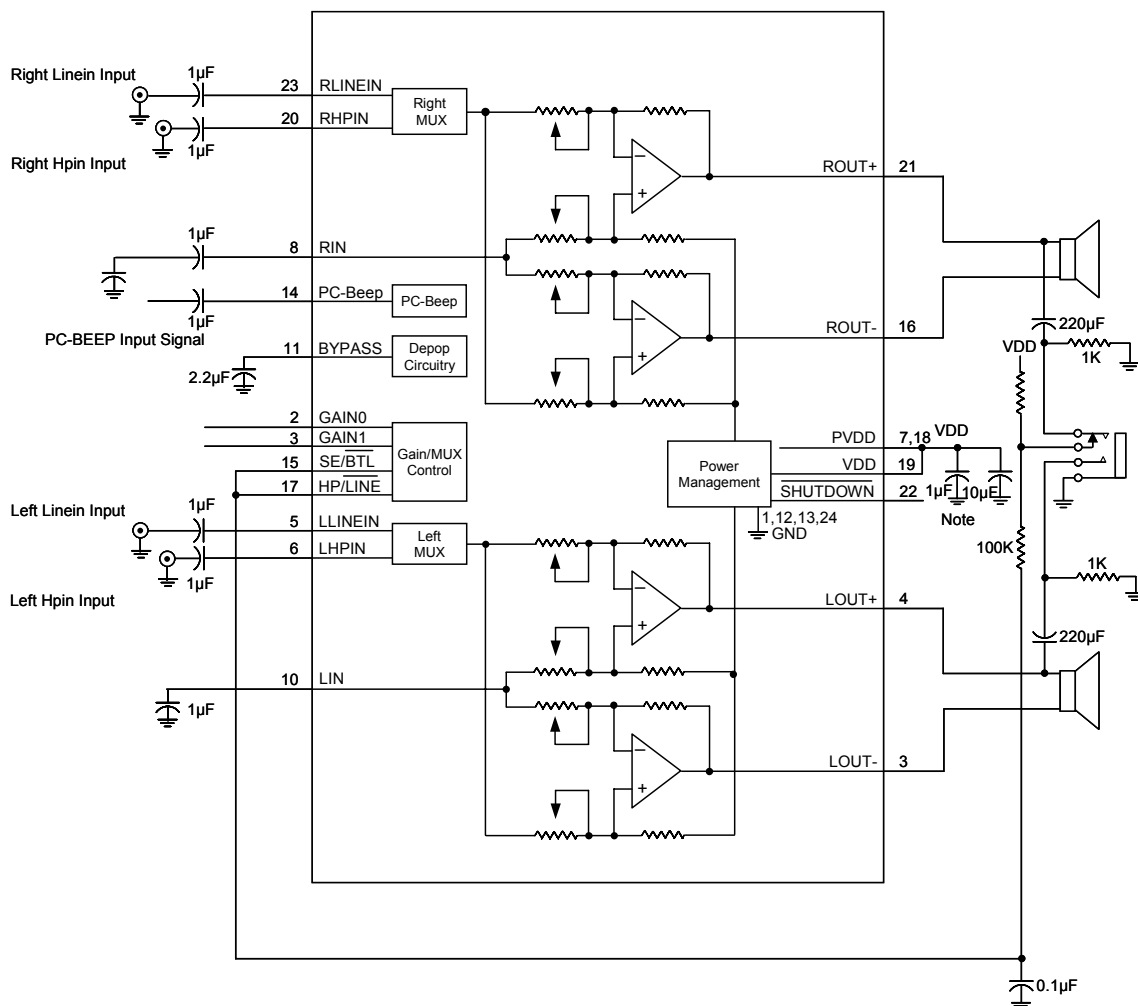 Right Linein Input
1µF
23 RLINEIN
Right MUX
20 RHPIN
1µF
Right Hpin Input
ROUT+ 21
1µF
8 RIN
14 PC-Beep
PC-Beep
1µF
PC-BEEP Input Signal
11 BYPASS
Depop Circuitry
2.2µF
ROUT- 16
220µF
VDD
1K
2 GAIN0
3 GAIN1
15 SE/BTL
17 HP/LINE
Gain/MUX Control
Power Management
PVDD 7,18 VDD
VDD 19
SHUTDOWN 22
1µF
10µF
Note
1,12,13,24
GND
100K
Left Linein Input
1µF
5 LLINEIN
Left MUX
6 LHPIN
1µF
Left Hpin Input
1K
LOUT+ 4
220µF
10 LIN
1µF
LOUT- 3
0.1µF